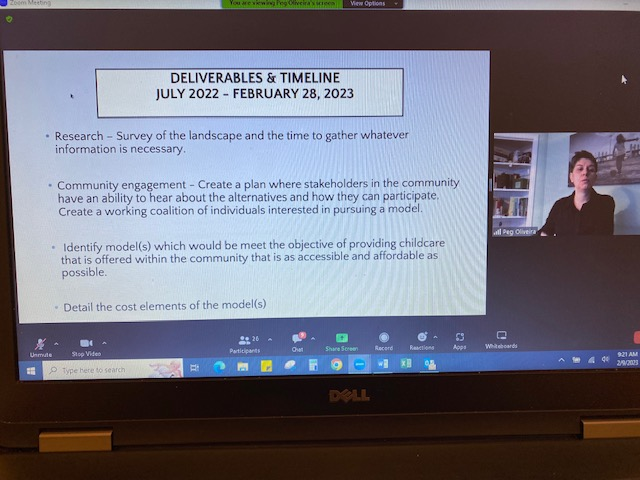 Zoom Meeting
You are viewing Peg Oliveira's screen
View Options
DELIVERABLES & TIMELINE
JULY 2022 – FEBRUARY 28, 2023
• Research – Survey of the landscape and the time to gather whatever
information is necessary.
• Community engagement - Create a plan where stakeholders in the community
have an ability to hear about the alternatives and how they can participate.
Create a working coalition of individuals interested in pursuing a model.
• Identify model(s) which would be meet the objective of providing childcare
that is offered within the community that is as accessible and affordable as
possible.
• Detail the cost elements of the model(s)
Peg Oliveira
Unmute
Stop Video
26
Participants
Chat
Share Screen
Record
Reactions
Apps
Whiteboards
Type here to search
9:21 AM
2/9/2023
DELL